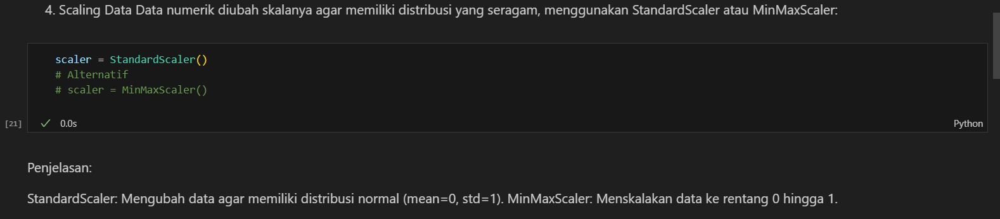 4. Scaling Data Data numerik diubah skalanya agar memiliki distribusi yang seragam, menggunakan StandardScaler atau MinMaxScaler:
scaler = StandardScaler()
# Alternatif
# scaler = MinMaxScaler()
[21] 0.0s Python
Penjelasan:
StandardScaler: Mengubah data agar memiliki distribusi normal (mean=0, std=1). MinMaxScaler: Menskalakan data ke rentang 0 hingga 1.